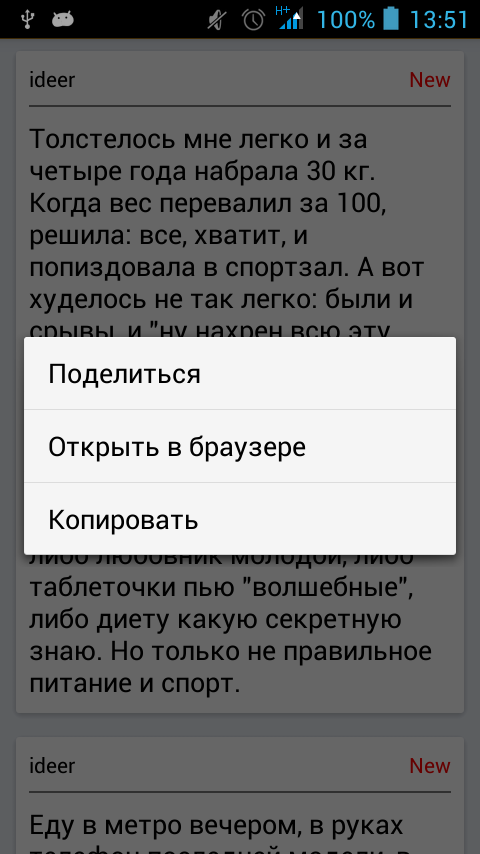 H+ 100% 13:51
ideer New
Толстелось мне легко и за
четыре года набрала 30 кг.
Когда вес перевалил за 100,
решила: все, хватит, и
попиздовала в спортзал. А вот
худелось не так легко: были и
срывы, и "ну нахрен всю эту
Поделиться
Открыть в браузере
Копировать
либо любовник молодой, либо
таблеточки пью "волшебные",
либо диету какую секретную
знаю. Но только не правильное
питание и спорт.
ideer New
Еду в метро вечером, в руках
телефон последней модели, в